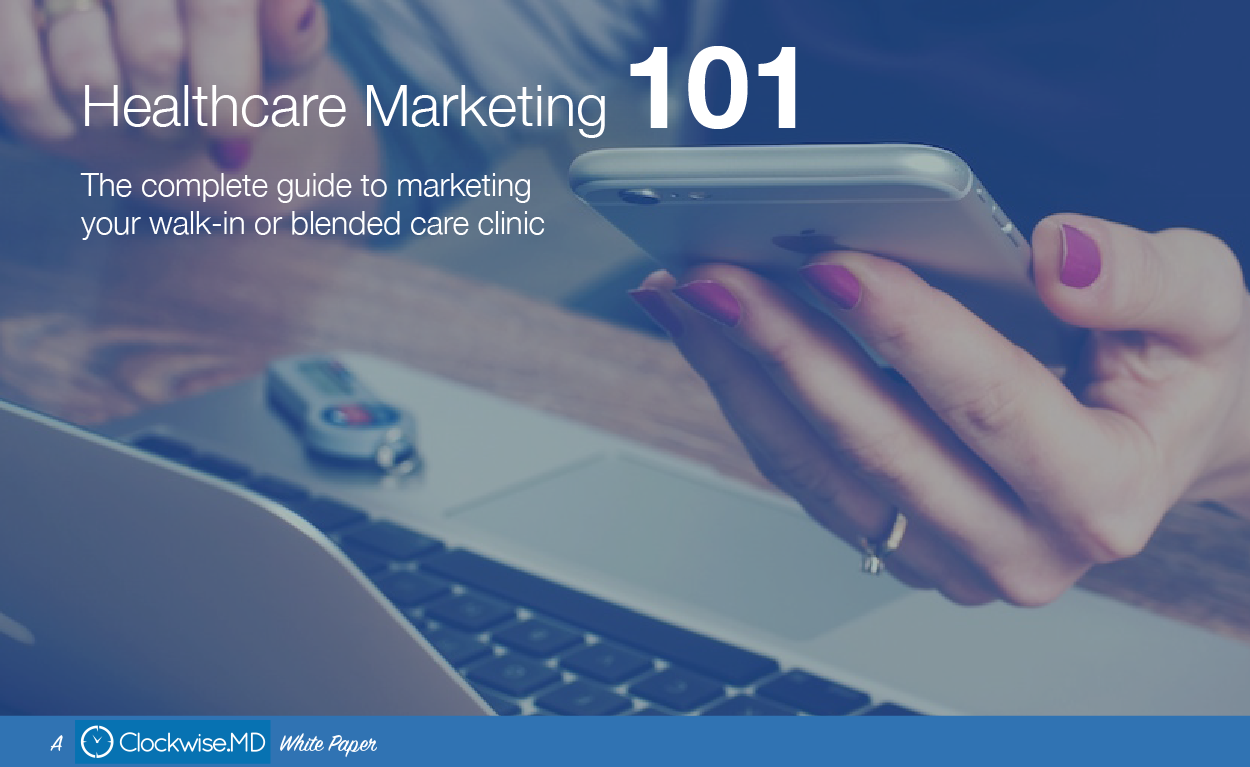 Healthcare Marketing 101
The complete guide to marketing
your walk-in or blended care clinic
A Clockwise.MD White Paper